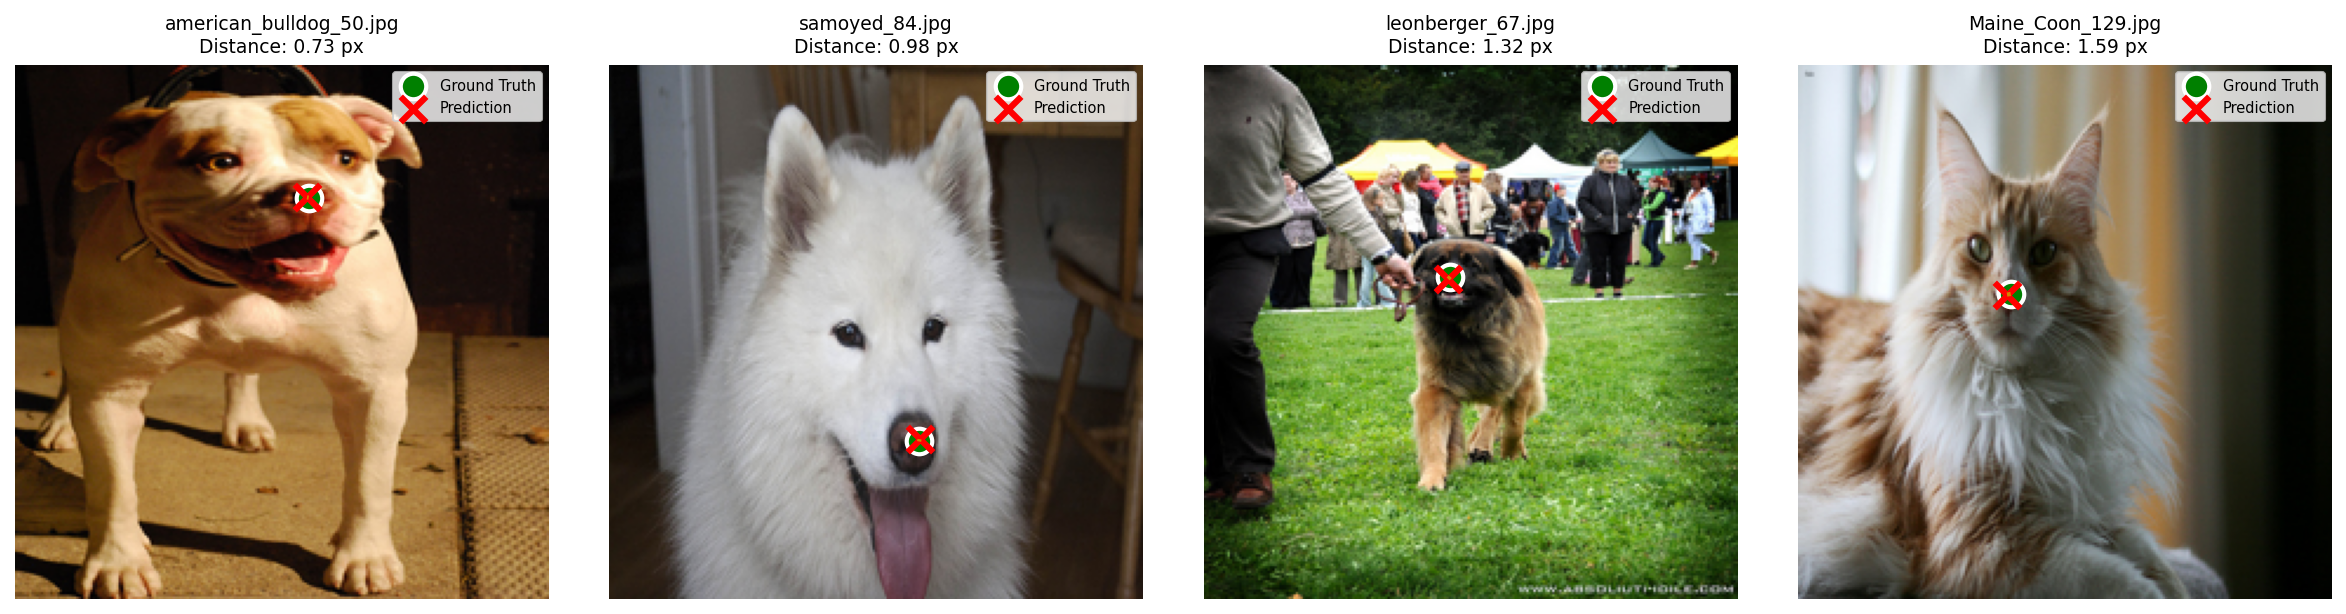 american_bulldog_50.jpg
Distance: 0.73 px
Ground Truth
Prediction
samoyed_84.jpg
Distance: 0.98 px
Ground Truth
Prediction
leonberger_67.jpg
Distance: 1.32 px
Ground Truth
Prediction
Maine_Coon_129.jpg
Distance: 1.59 px
Ground Truth
Prediction